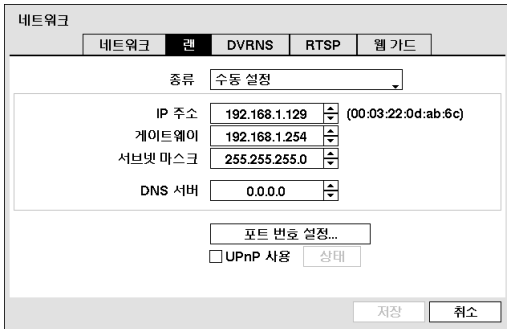 네트워크
네트워크 랜 DVRNS RTSP 웹 가드
종류 수동 설정
IP 주소 192.168.1.129 (00:03:22:0d:ab:6c)
게이트웨이 192.168.1.254
서브넷 마스크 255.255.255.0
DNS 서버 0.0.0.0
포트 번호 설정...
UPnP 사용 상태
저장 취소